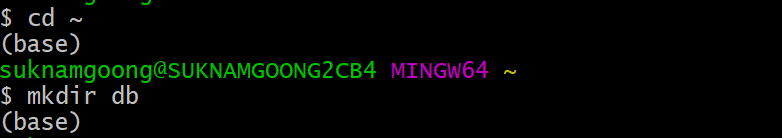 $ cd ~
(base)
suknamgoong@SUKNAMGOONG2CB4 MINGW64 ~
$ mkdir db
(base)